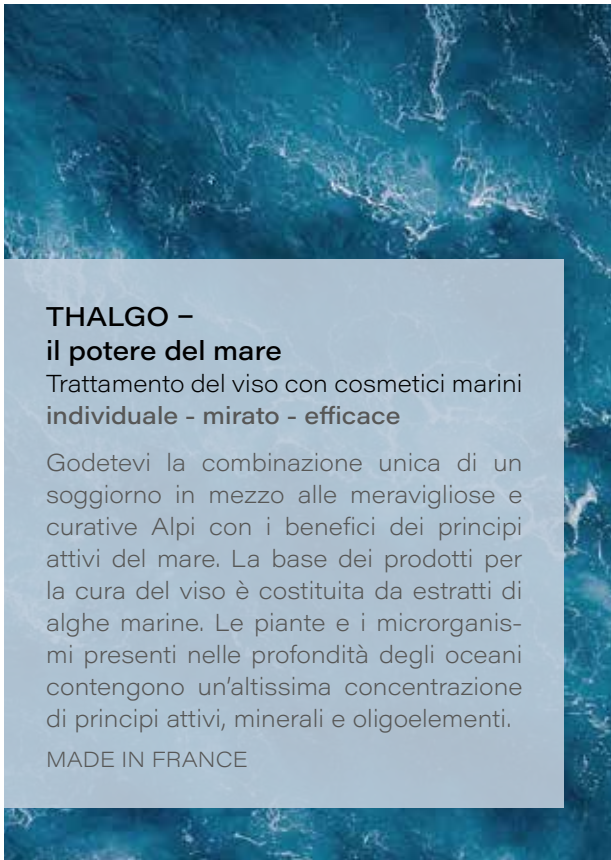 THALGO –
il potere del mare
Trattamento del viso con cosmetici marini
individuale - mirato - efficace
Godetevi la combinazione unica di un
soggiorno in mezzo alle meravigliose e
curative Alpi con i benefici dei principi
attivi del mare. La base dei prodotti per
la cura del viso è costituita da estratti di
alghe marine. Le piante e i microrganis-
mi presenti nelle profondità degli oceani
contengono un’altissima concentrazione
di principi attivi, minerali e oligoelementi.
MADE IN FRANCE